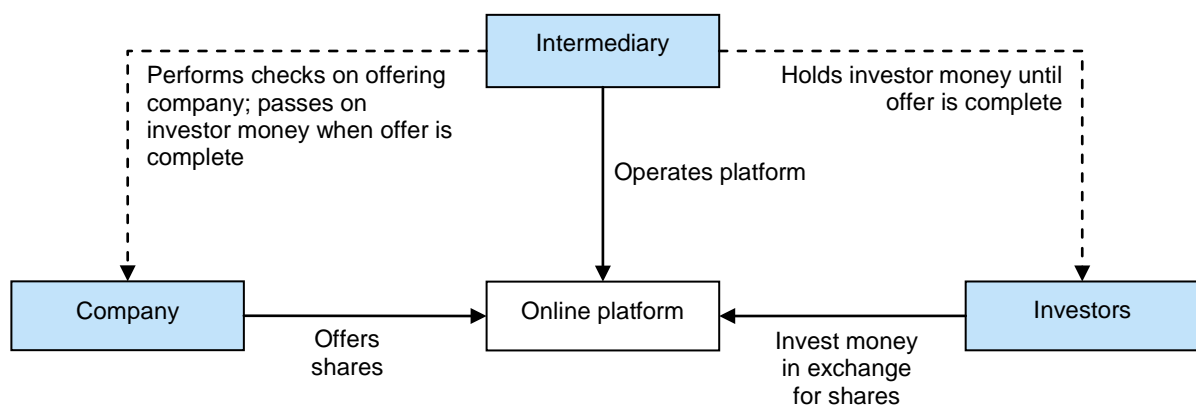 Intermediary
Performs checks on offering
company; passes on
investor money when offer is
complete
Holds investor money until
offer is complete
Operates platform
Company
Online platform
Investors
Offers
shares
Invest money
in exchange
for shares